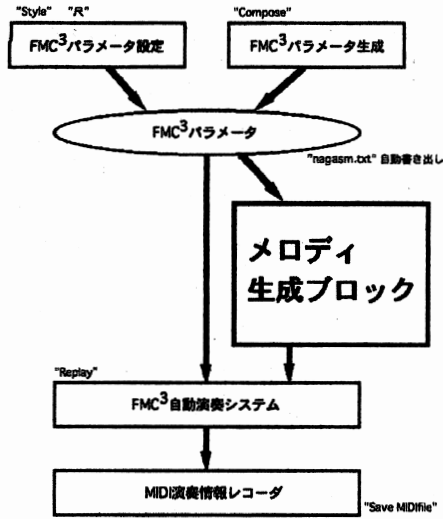 "Style" "尺" "Compose"
FMC³パラメータ設定
FMC³パラメータ生成
FMC³パラメータ
"nagasm.txt" 自動書き出し
メロディ
生成ブロック
"Replay"
FMC³自動演奏システム
MIDI演奏情報レコーダ
"Save MIDIfile"